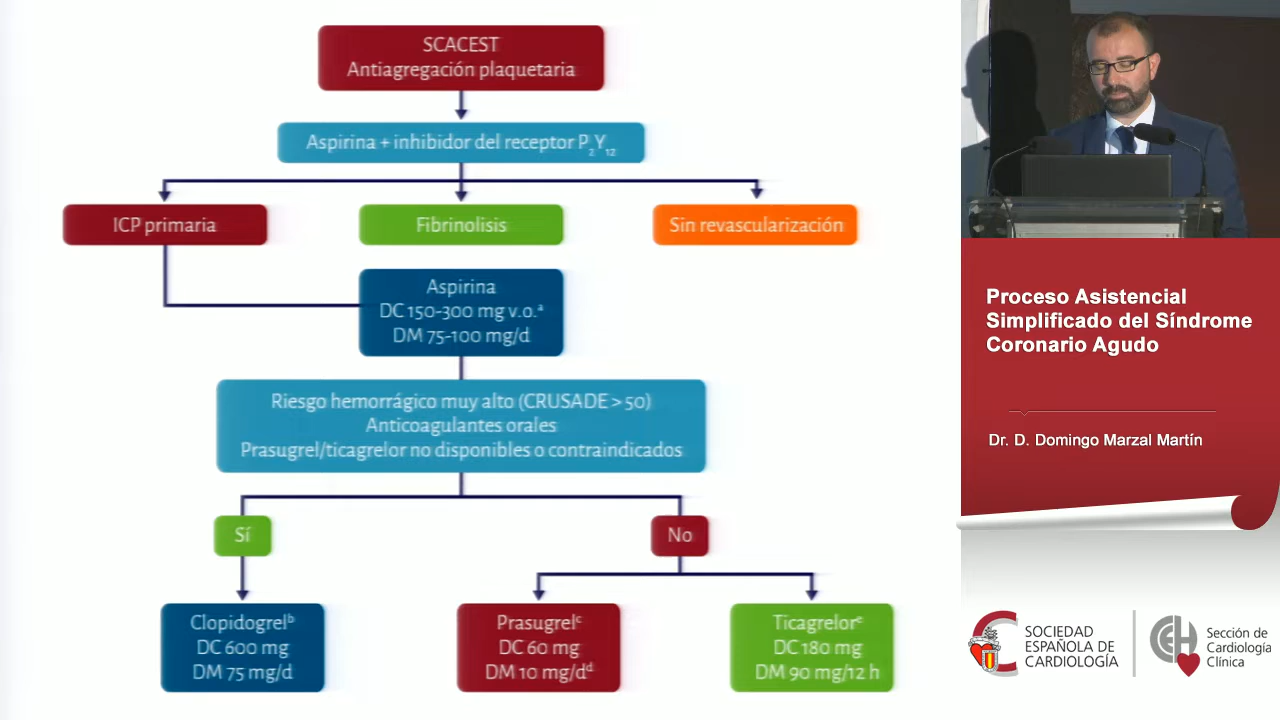 SCACEST
Antiagregación plaquetaria
Aspirina + inhibidor del receptor P₂Y₁₂
ICP primaria
Fibrinolisis
Sin revascularización
Aspirina
DC 150-300 mg v.o.ᵃ
DM 75-100 mg/d
Riesgo hemorrágico muy alto (CRUSADE > 50)
Anticoagulantes orales
Prasugrel/ticagrelor no disponibles o contraindicados
Sí
No
Clopidogrelᵇ
DC 600 mg
DM 75 mg/d
Prasugrelᶜ
DC 60 mg
DM 10 mg/dᵈ
Ticagrelorᵉ
DC 180 mg
DM 90 mg/12 h
Proceso Asistencial
Simplificado del Síndrome
Coronario Agudo
Dr. D. Domingo Marzal Martín
SOCIEDAD
ESPAÑOLA DE
CARDIOLOGÍA
Sección de
Cardiología
Clínica